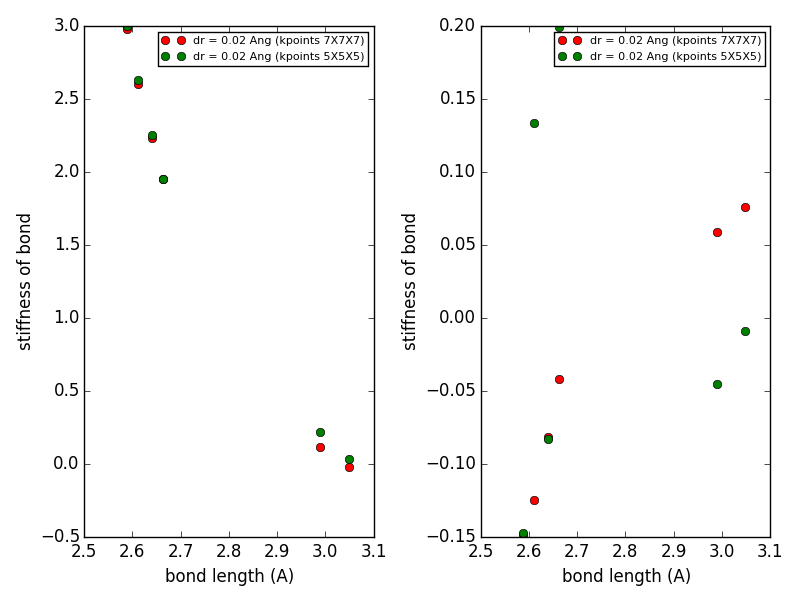 3.0
2.5
2.0
1.5
1.0
0.5
0.0
−0.5
2.5 2.6 2.7 2.8 2.9 3.0 3.1
bond length (A)
stiffness of bond
dr = 0.02 Ang (kpoints 7X7X7)
dr = 0.02 Ang (kpoints 5X5X5)
0.20
0.15
0.10
0.05
0.00
−0.05
−0.10
−0.15
2.5 2.6 2.7 2.8 2.9 3.0 3.1
bond length (A)
stiffness of bond
dr = 0.02 Ang (kpoints 7X7X7)
dr = 0.02 Ang (kpoints 5X5X5)